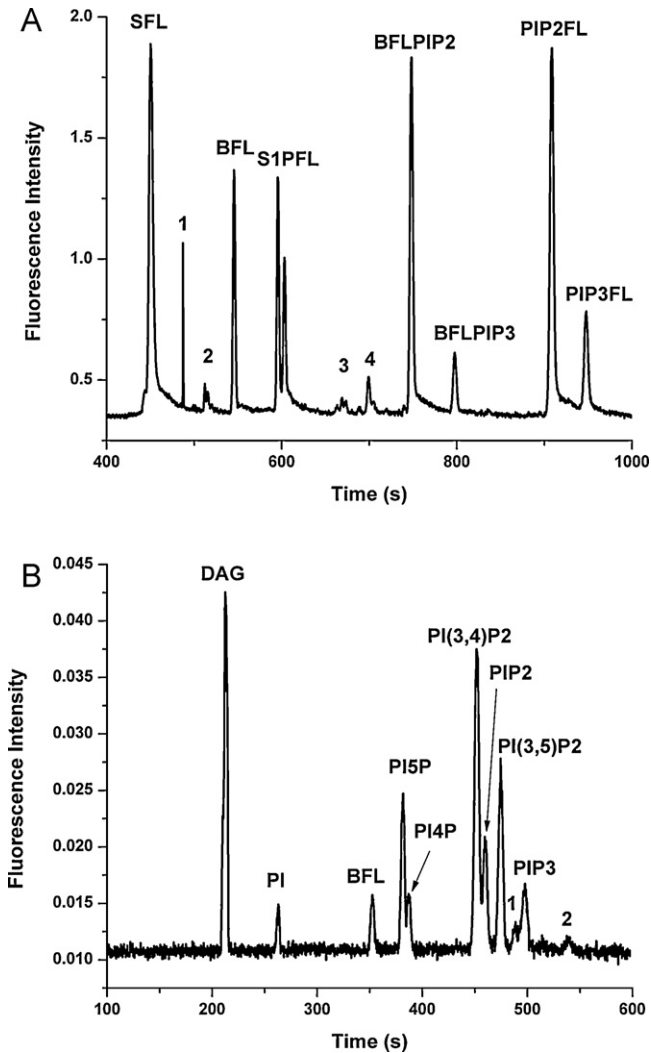 A
SFL
BFLPIP2
PIP2FL
BFL
S1PFL
1
PIP3FL
BFLPIP3
2
3
4
Fluorescence Intensity
2.0
1.5
1.0
0.5
400
600
800
1000
Time (s)
B
DAG
PI(3,4)P2
PIP2
PI(3,5)P2
PI5P
PI4P
PI
BFL
PIP3
1
2
Fluorescence Intensity
0.045
0.040
0.035
0.030
0.025
0.020
0.015
0.010
100
200
300
400
500
600
Time (s)